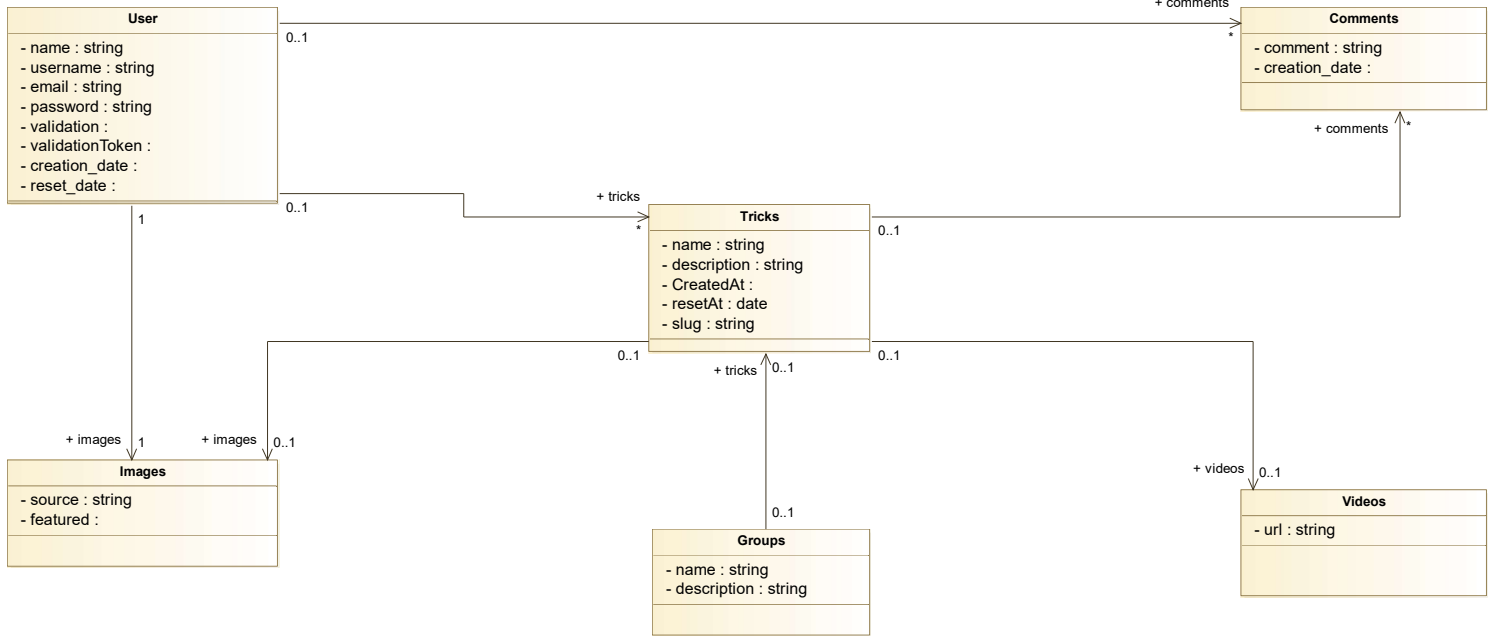 + comments
User
- name : string
- username : string
- email : string
- password : string
- validation :
- validationToken :
- creation_date :
- reset_date :
0..1
*
Comments
- comment : string
- creation_date :
+ comments
*
0..1
+ tricks
*
1
Tricks
- name : string
- description : string
- CreatedAt :
- resetAt : date
- slug : string
0..1
0..1
0..1
+ tricks
0..1
+ images
1
+ images
0..1
Images
- source : string
- featured :
+ videos
0..1
Videos
- url : string
0..1
Groups
- name : string
- description : string